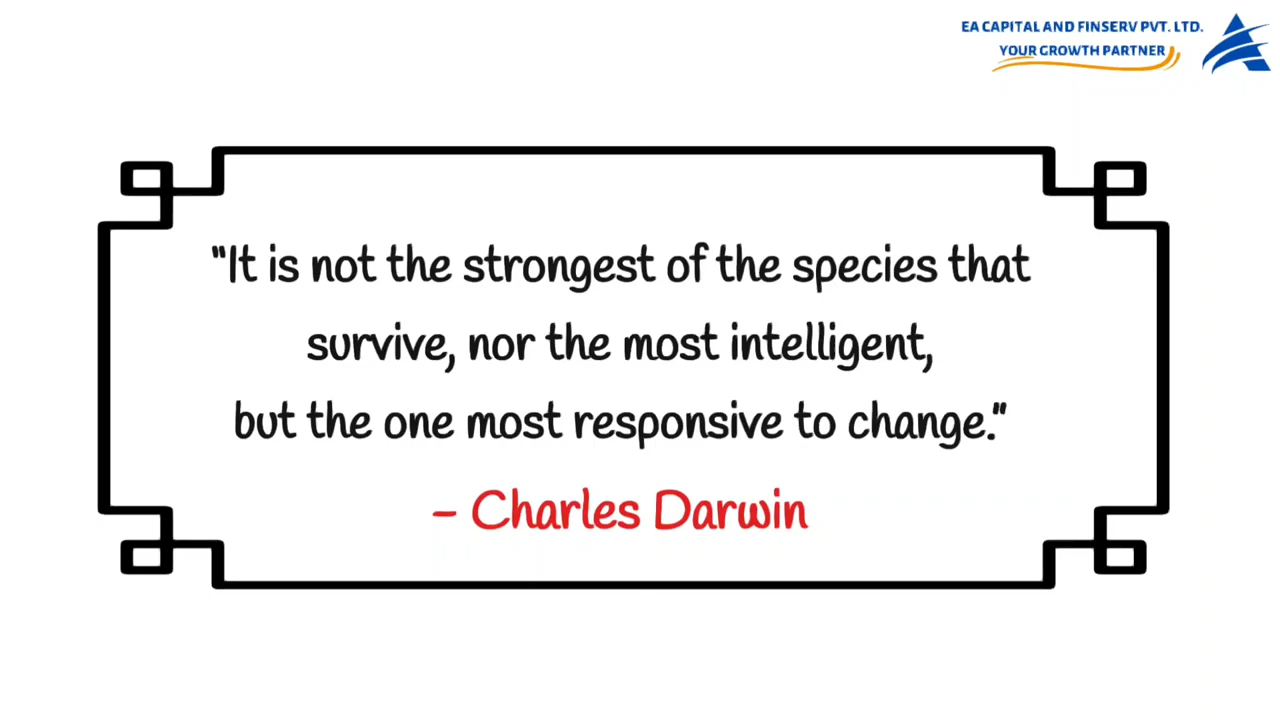 EA CAPITAL AND FINSERV PVT. LTD.
YOUR GROWTH PARTNER
"It is not the strongest of the species that
survive, nor the most intelligent,
but the one most responsive to change."
– Charles Darwin